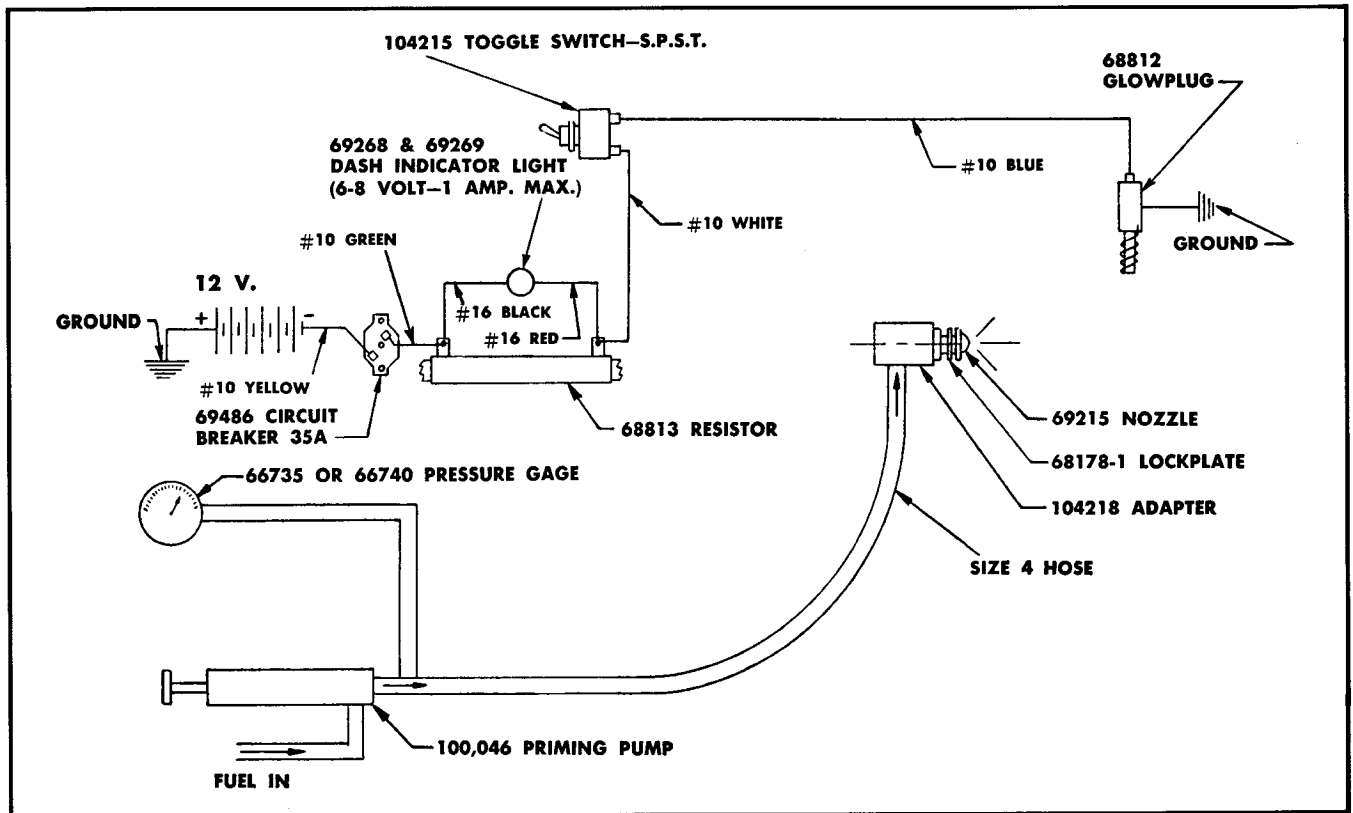 104215 TOGGLE SWITCH—S.P.S.T.
68812
GLOWPLUG
69268 & 69269
DASH INDICATOR LIGHT
(6-8 VOLT—1 AMP. MAX.)
#10 BLUE
#10 WHITE
#10 GREEN
GROUND
12 V.
#16 BLACK
GROUND
+ -
#16 RED
#10 YELLOW
69486 CIRCUIT
BREAKER 35A
68813 RESISTOR
69215 NOZZLE
68178-1 LOCKPLATE
66735 OR 66740 PRESSURE GAGE
104218 ADAPTER
SIZE 4 HOSE
100,046 PRIMING PUMP
FUEL IN